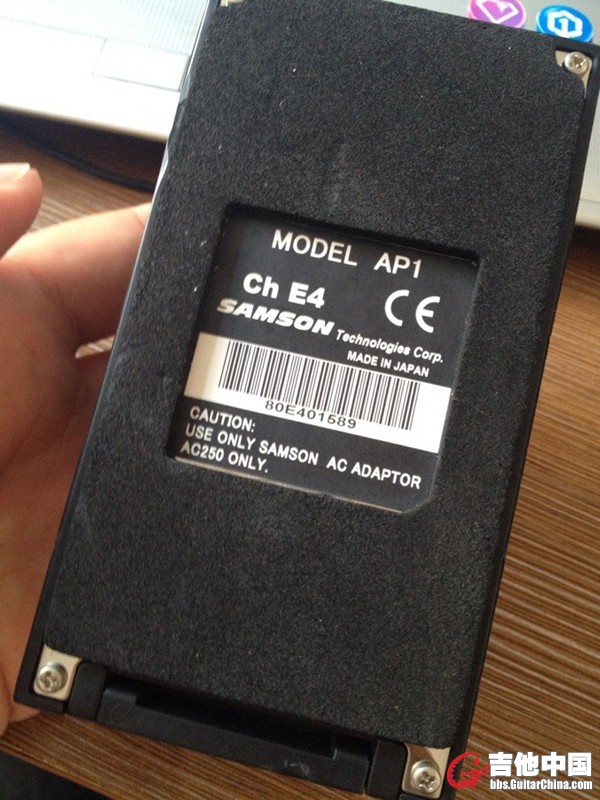 MODEL AP1
Ch E4
SAMSON Technologies Corp.
MADE IN JAPAN
80E401589
CAUTION:
USE ONLY SAMSON AC ADAPTOR
AC250 ONLY.
吉他中国
bbs.GuitarChina.com